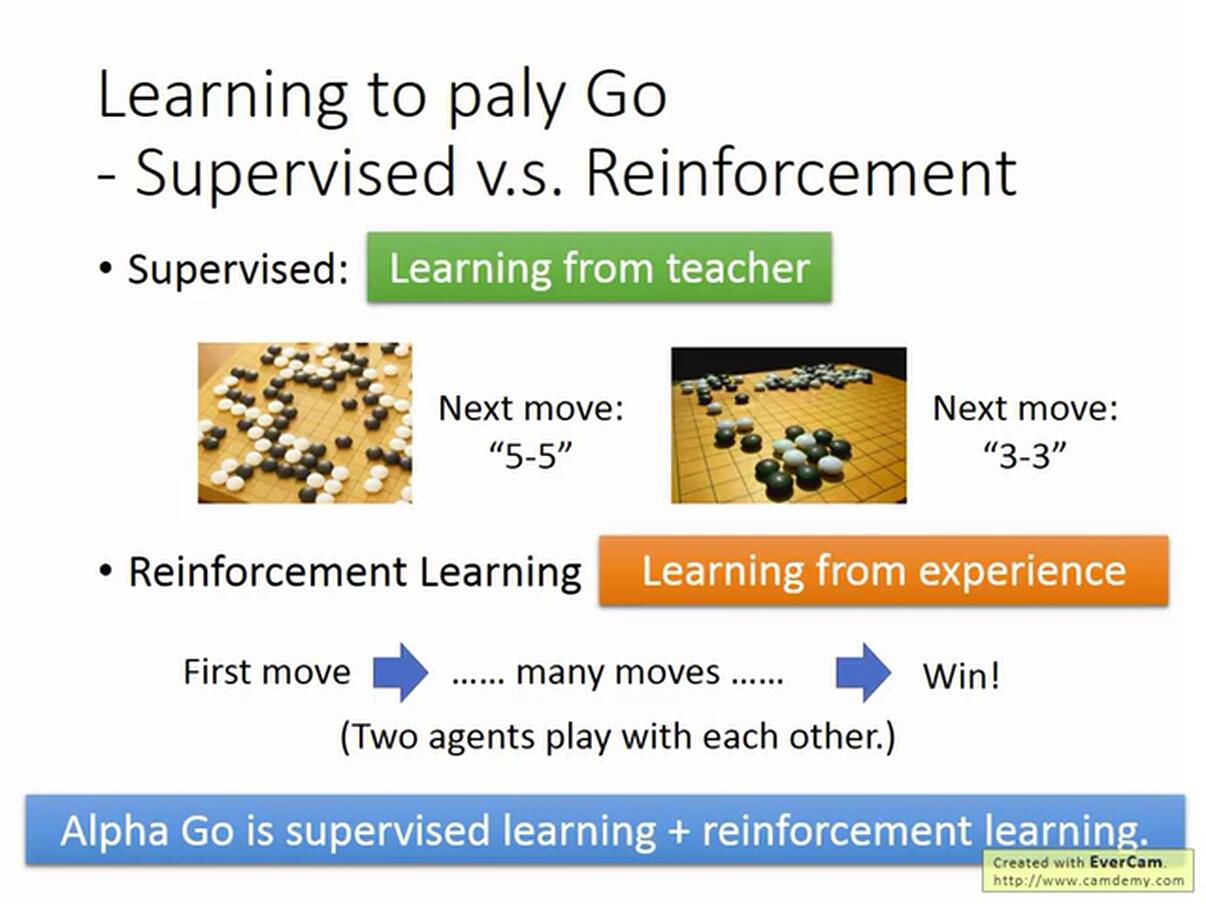 Learning to paly Go
- Supervised v.s. Reinforcement
• Supervised: Learning from teacher
Next move:
“5-5”
Next move:
“3-3”
• Reinforcement Learning Learning from experience
First move ...... many moves ...... Win!
(Two agents play with each other.)
Alpha Go is supervised learning + reinforcement learning.
Created with EverCam.
http://www.camdemy.com